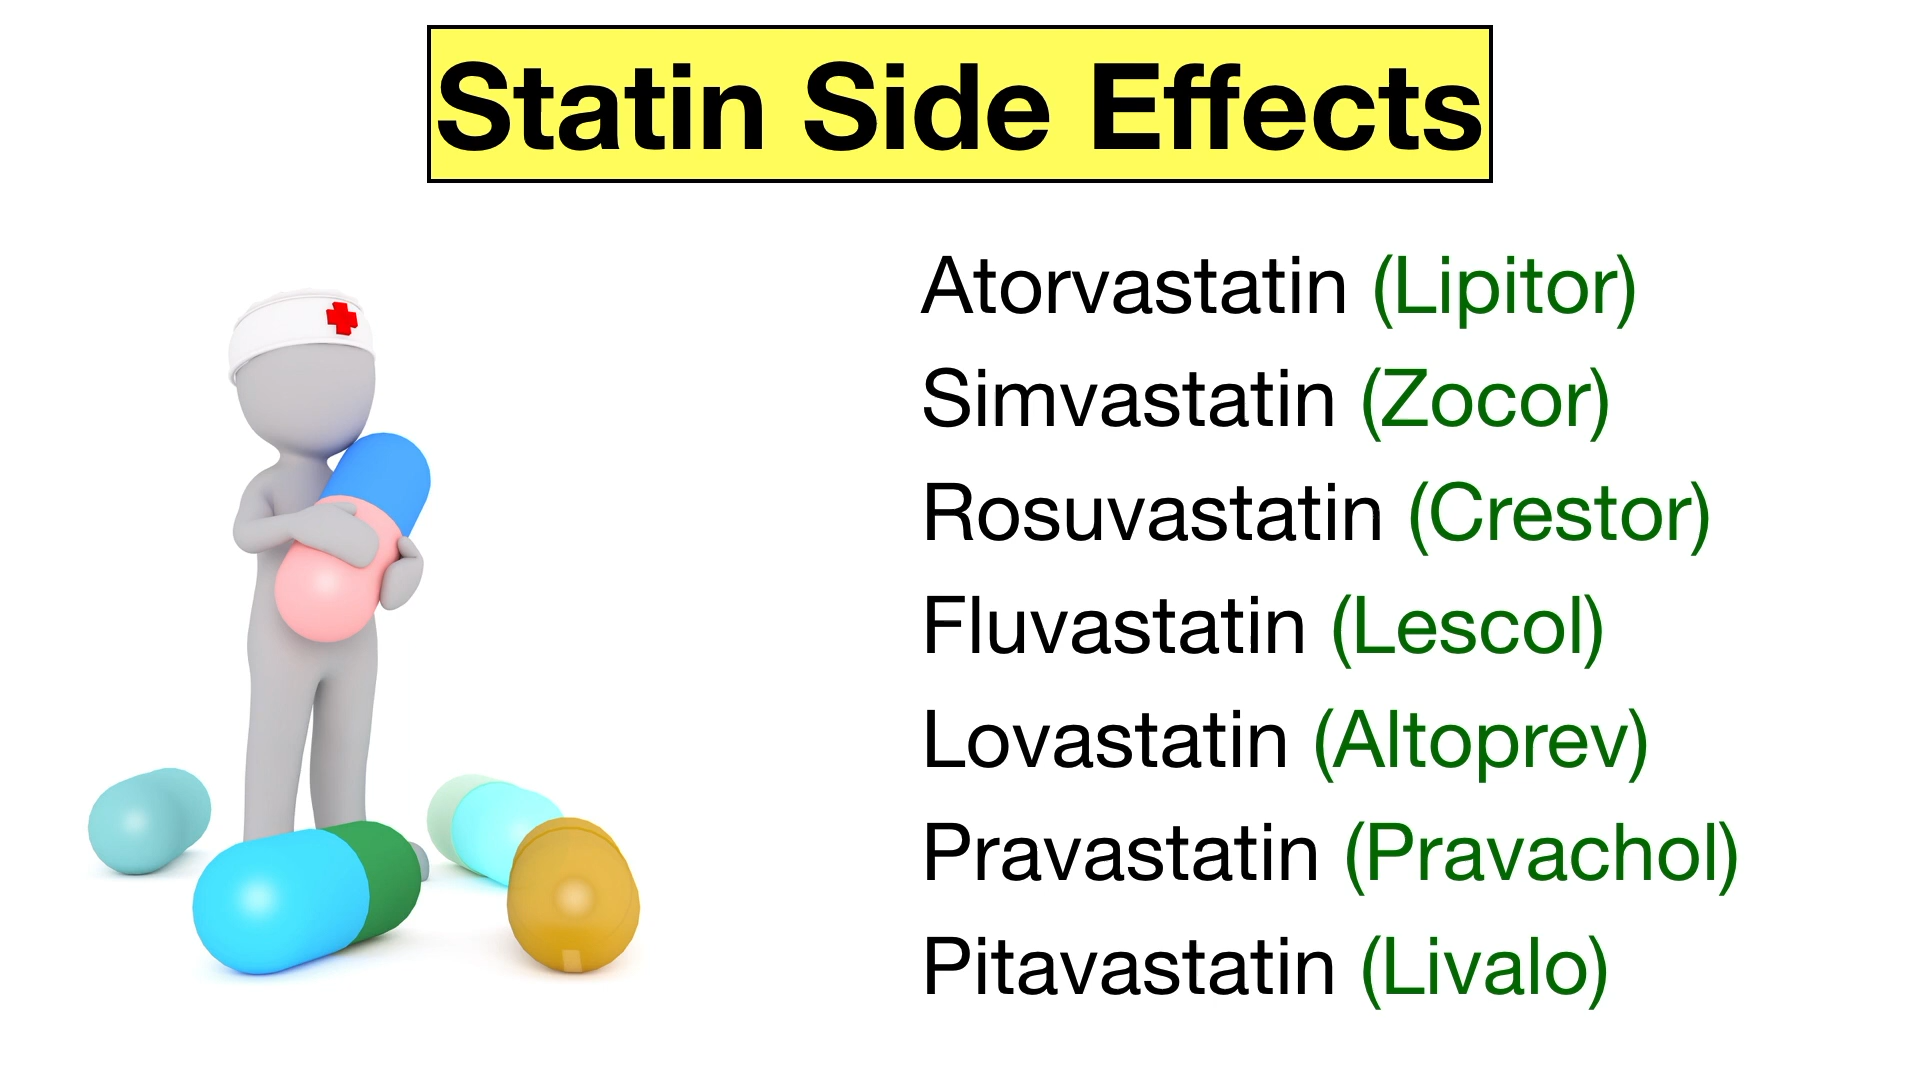 Statin Side Effects
Atorvastatin (Lipitor)
Simvastatin (Zocor)
Rosuvastatin (Crestor)
Fluvastatin (Lescol)
Lovastatin (Altoprev)
Pravastatin (Pravachol)
Pitavastatin (Livalo)